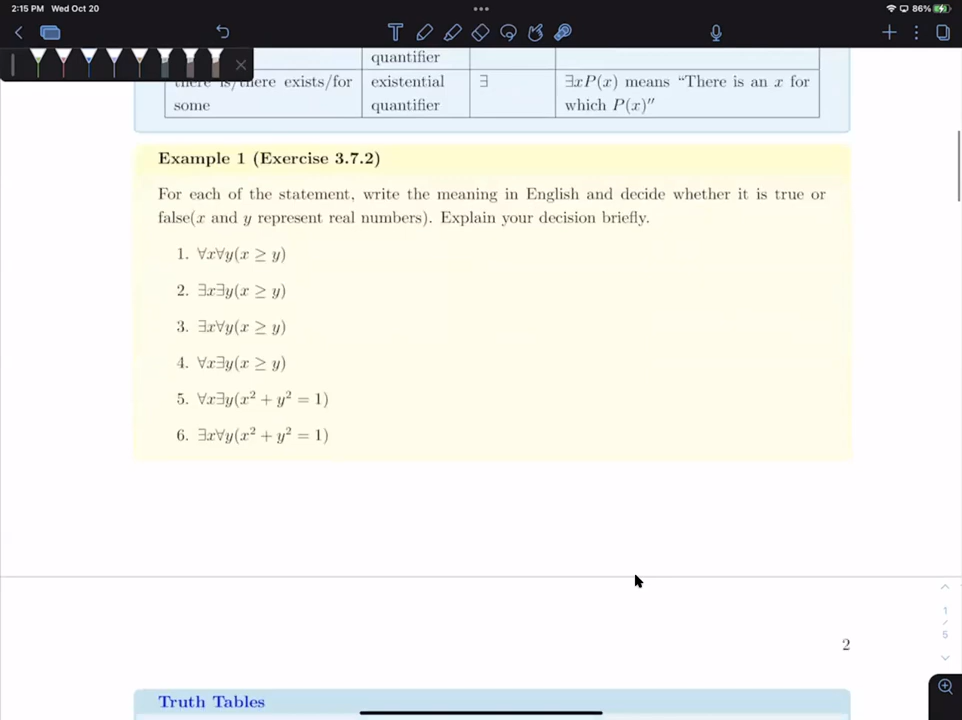 2:15 PM Wed Oct 20
86%
quantifier
there is/there exists/for existential ∃ ∃xP(x) means “There is an x for
some quantifier which P(x)”
Example 1 (Exercise 3.7.2)
For each of the statement, write the meaning in English and decide whether it is true or
false(x and y represent real numbers). Explain your decision briefly.
1. ∀x∀y(x ≥ y)
2. ∃x∃y(x ≥ y)
3. ∃x∀y(x ≥ y)
4. ∀x∃y(x ≥ y)
5. ∀x∃y(x² + y² = 1)
6. ∃x∀y(x² + y² = 1)
1
/
5
2
Truth Tables